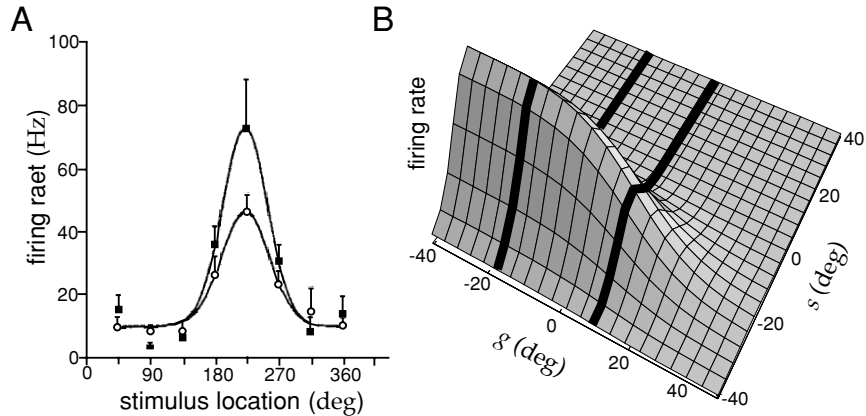 A
100
80
60
40
20
0
firing raet (Hz)
0 90 180 270 360
stimulus location (deg)
B
firing rate
-40
-20
0
20
40
g (deg)
40
20
0
-20
-40
s (deg)